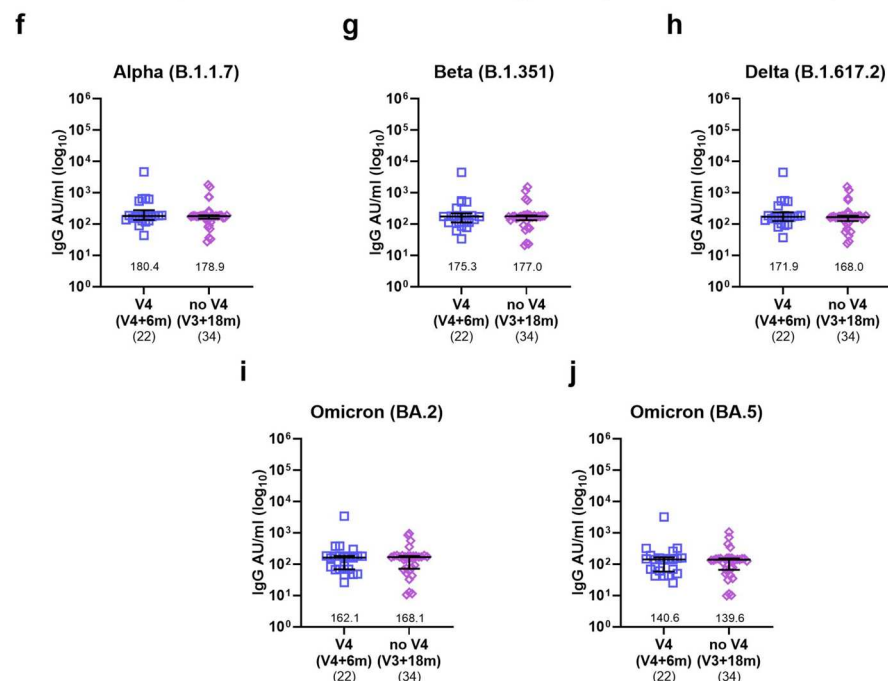 f
g
h
Alpha (B.1.1.7)
Beta (B.1.351)
Delta (B.1.617.2)
IgG AU/ml (log₁₀)
10⁶
10⁵
10⁴
10³
10²
10¹
10⁰
180.4 178.9
V4 no V4
(V4+6m) (V3+18m)
(22) (34)
IgG AU/ml (log₁₀)
10⁶
10⁵
10⁴
10³
10²
10¹
10⁰
175.3 177.0
V4 no V4
(V4+6m) (V3+18m)
(22) (34)
IgG AU/ml (log₁₀)
10⁶
10⁵
10⁴
10³
10²
10¹
10⁰
171.9 168.0
V4 no V4
(V4+6m) (V3+18m)
(22) (34)
i
j
Omicron (BA.2)
Omicron (BA.5)
IgG AU/ml (log₁₀)
10⁶
10⁵
10⁴
10³
10²
10¹
10⁰
162.1 168.1
V4 no V4
(V4+6m) (V3+18m)
(22) (34)
IgG AU/ml (log₁₀)
10⁶
10⁵
10⁴
10³
10²
10¹
10⁰
140.6 139.6
V4 no V4
(V4+6m) (V3+18m)
(22) (34)